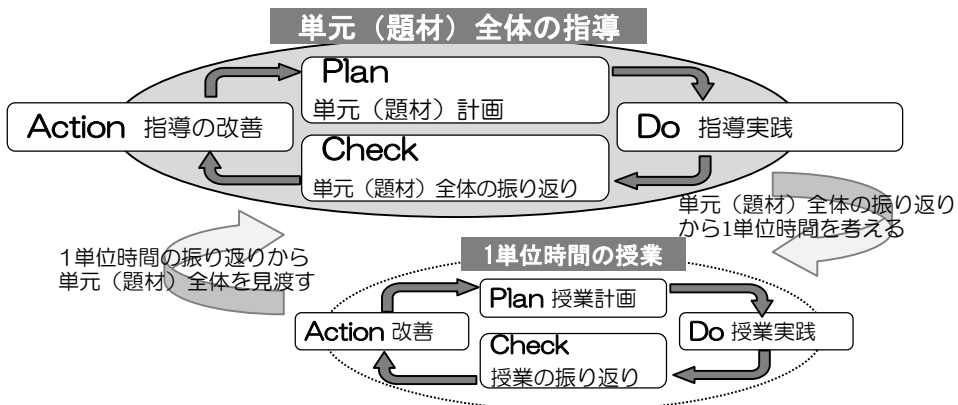 単元（題材）全体の指導
Plan
単元（題材）計画
Action 指導の改善
Do 指導実践
Check
単元（題材）全体の振り返り
単元（題材）全体の振り返り
から1単位時間を考える
1単位時間の振り返りから
単元（題材）全体を見渡す
1単位時間の授業
Plan 授業計画
Action 改善
Do 授業実践
Check
授業の振り返り